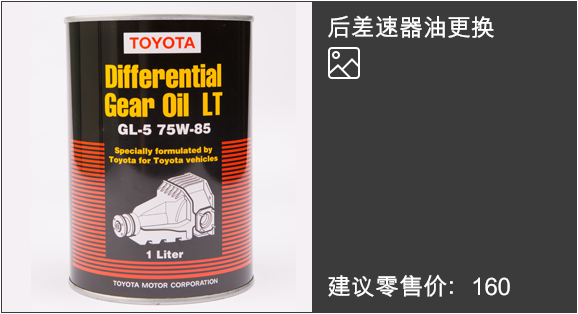 TOYOTA
Differential
Gear Oil LT
GL-5 75W-85
Specially formulated by
Toyota for Toyota vehicles
1 Liter
TOYOTA MOTOR CORPORATION
后差速器油更换
建议零售价：160